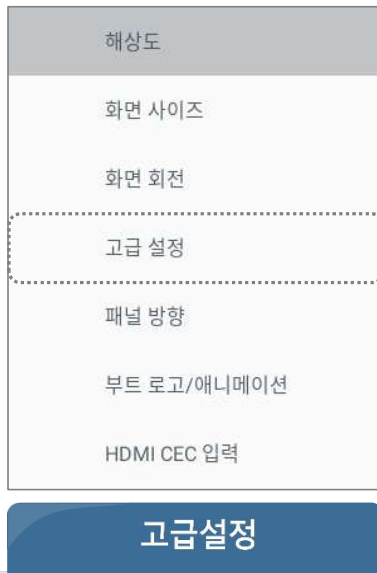 해상도
화면 사이즈
화면 회전
고급 설정
패널 방향
부트 로고/애니메이션
HDMI CEC 입력
고급설정